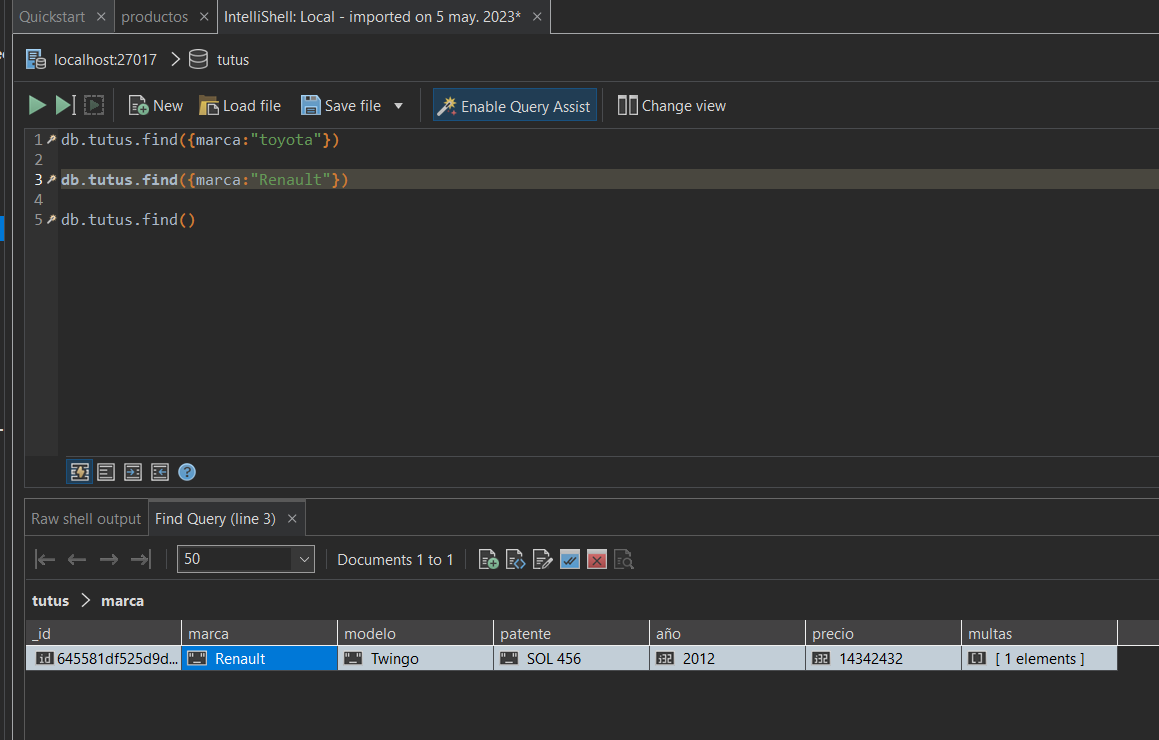 Quickstart productos IntelliShell: Local - imported on 5 may. 2023*
localhost:27017 tutus
New Load file Save file Enable Query Assist Change view
1 db.tutus.find({marca:"toyota"})
2
3 db.tutus.find({marca:"Renault"})
4
5 db.tutus.find()
Raw shell output Find Query (line 3)
50 Documents 1 to 1
tutus marca
_id marca modelo patente año precio multas
id 645581df525d9d... Renault Twingo SOL 456 i32 2012 i32 14342432 [ 1 elements ]